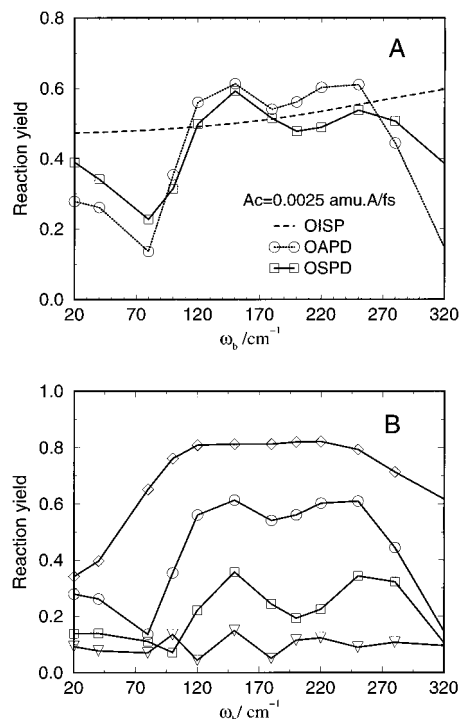 A
Reaction yield
0.8
0.6
0.4
0.2
0.0
Ac=0.0025 amu.A/fs
OISP
OAPD
OSPD
20 70 120 170 220 270 320
ω_b /cm⁻¹
B
Reaction yield
1.0
0.8
0.6
0.4
0.2
0.0
20 70 120 170 220 270 320
/cm⁻¹